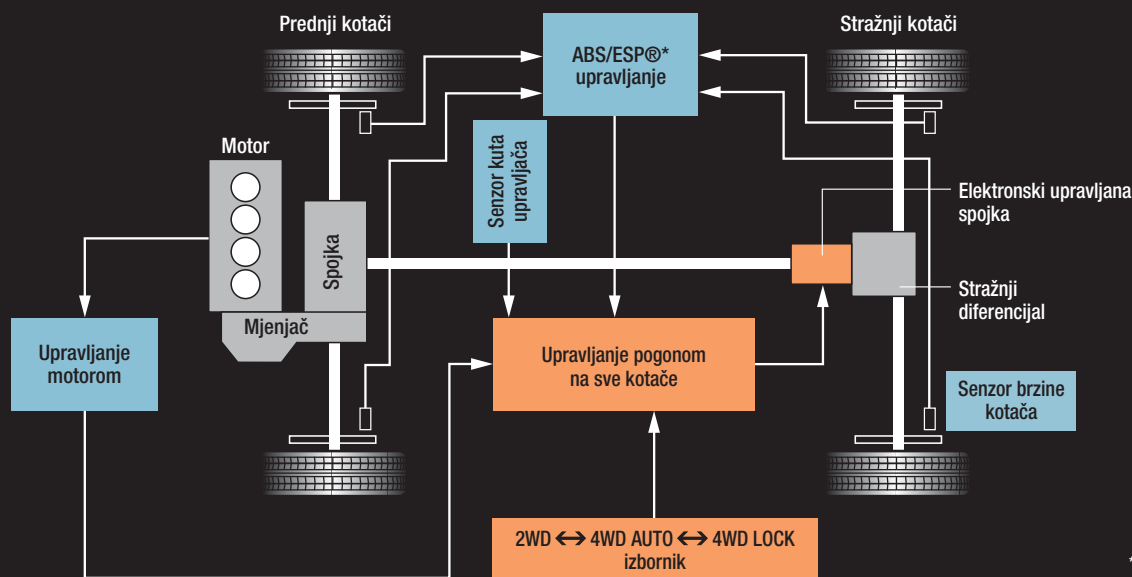 Prednji kotači
Stražnji kotači
ABS/ESP®*
upravljanje
Motor
Senzor kuta
upravljača
Elektronski upravljana
spojka
Spojka
Stražnji
diferencijal
Mjenjač
Upravljanje
motorom
Upravljanje pogonom
na sve kotače
Senzor brzine
kotača
2WD ↔ 4WD AUTO ↔ 4WD LOCK
izbornik
*